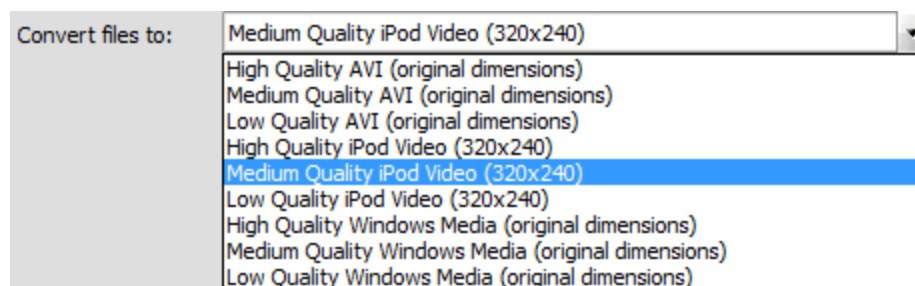 Convert files to: Medium Quality iPod Video (320x240)
High Quality AVI (original dimensions)
Medium Quality AVI (original dimensions)
Low Quality AVI (original dimensions)
High Quality iPod Video (320x240)
Medium Quality iPod Video (320x240)
Low Quality iPod Video (320x240)
High Quality Windows Media (original dimensions)
Medium Quality Windows Media (original dimensions)
Low Quality Windows Media (original dimensions)